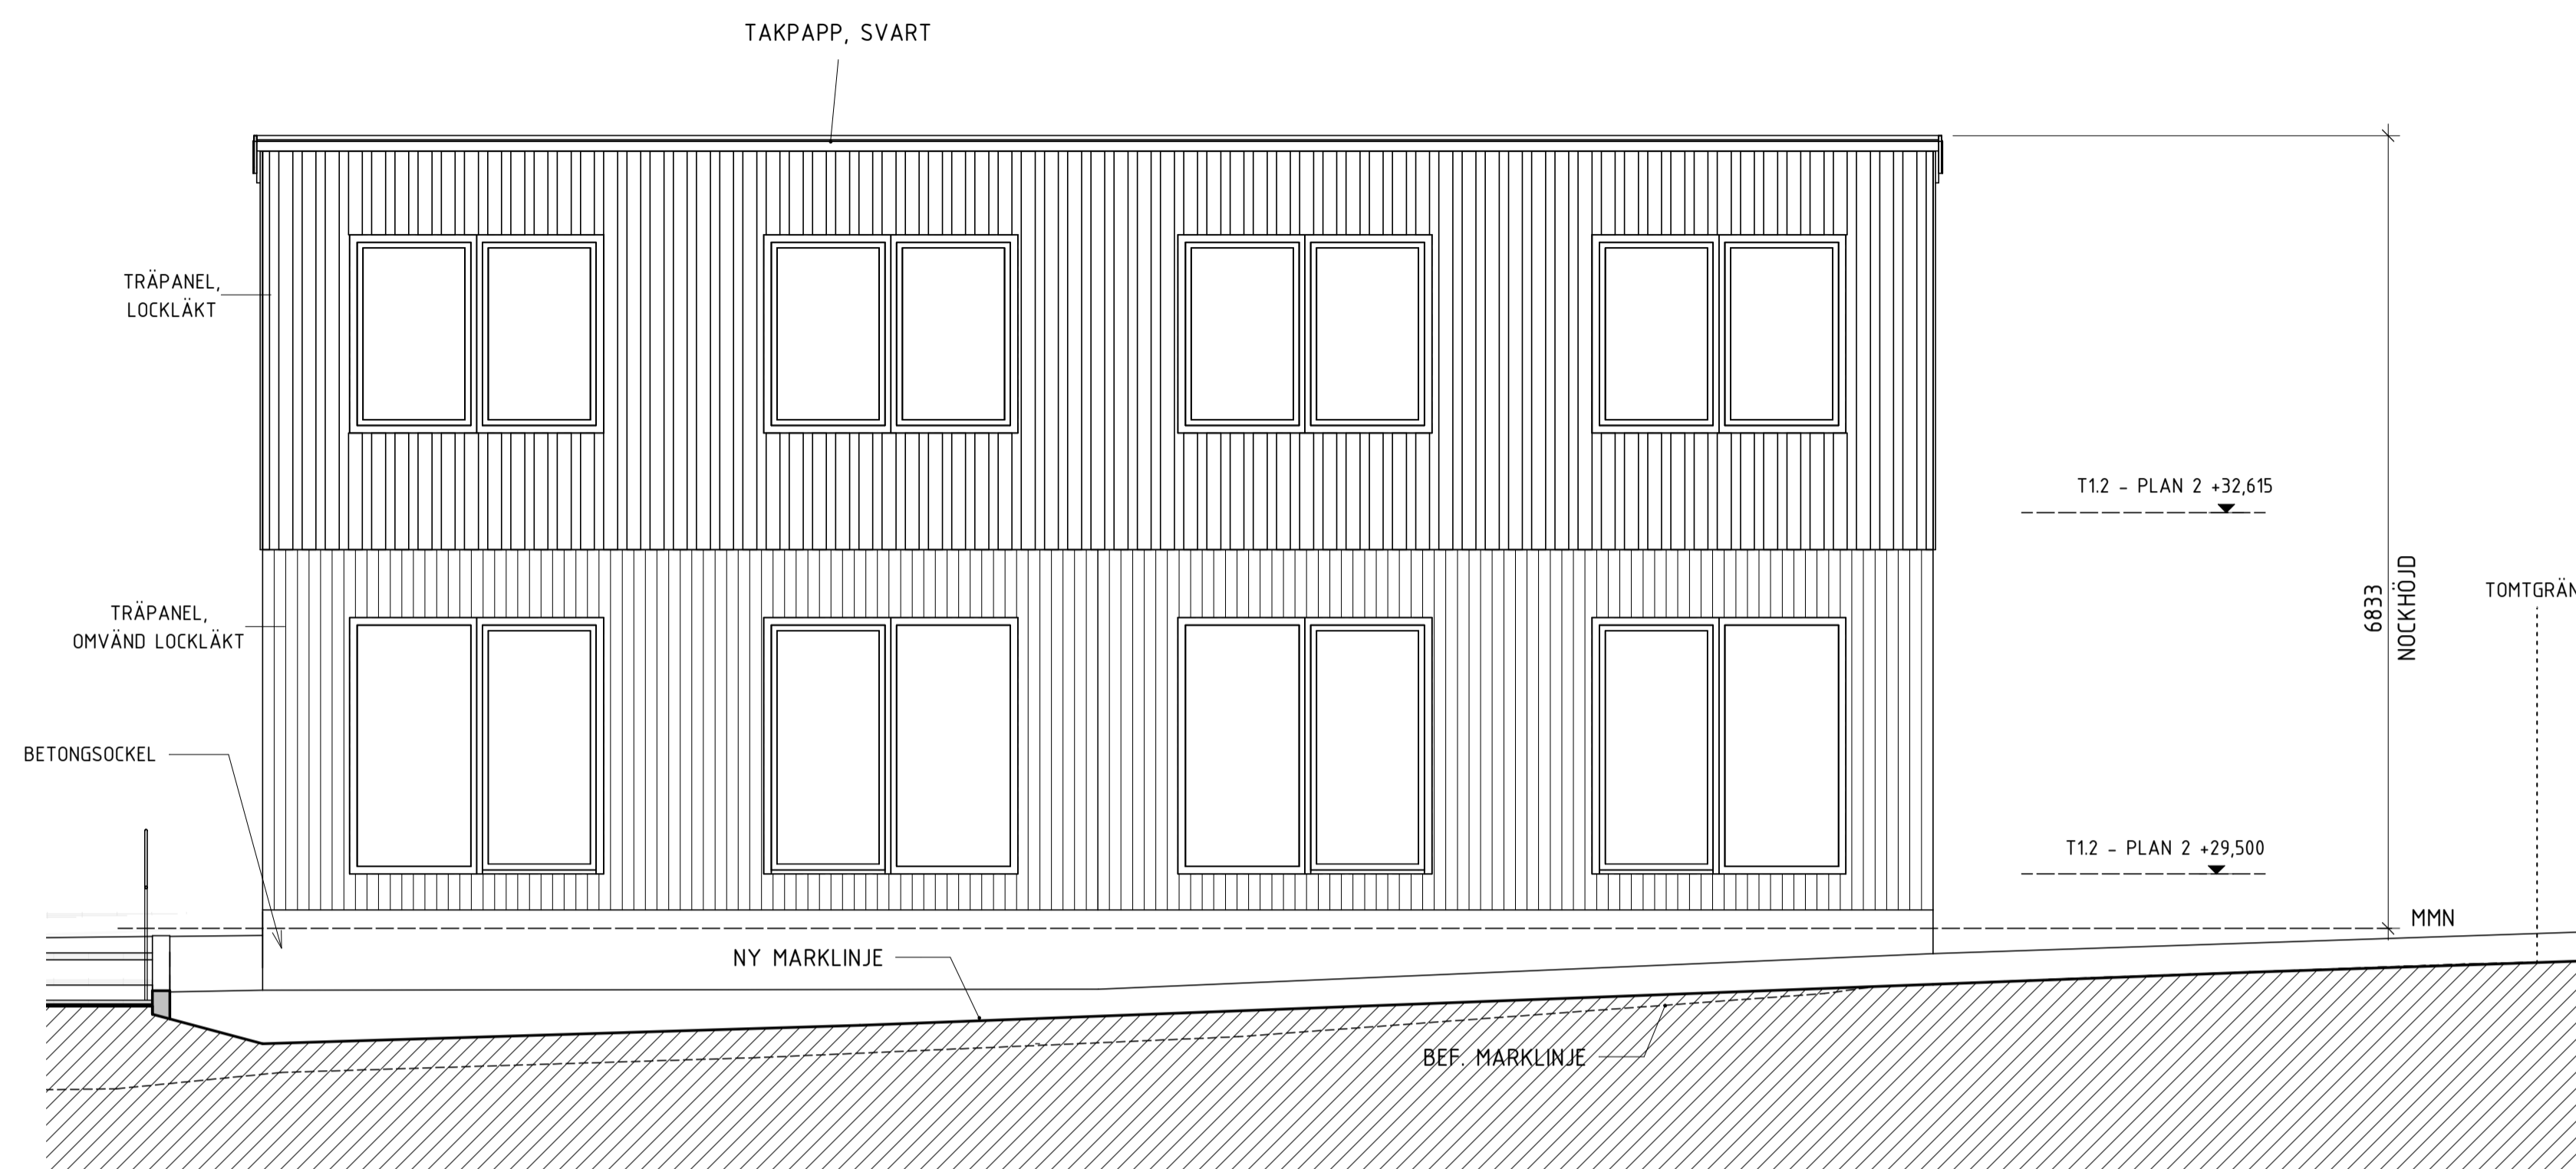 TAKPAPP, SVART
TRÄPANEL,
LOCKLÄKT
T1.2 - PLAN 2 +32,615
6833
NOCKHÖJD
TOMTGRÄN
TRÄPANEL,
OMVÄND LOCKLÄKT
BETONGSOCKEL
T1.2 - PLAN 2 +29,500
MMN
NY MARKLINJE
BEF. MARKLINJE